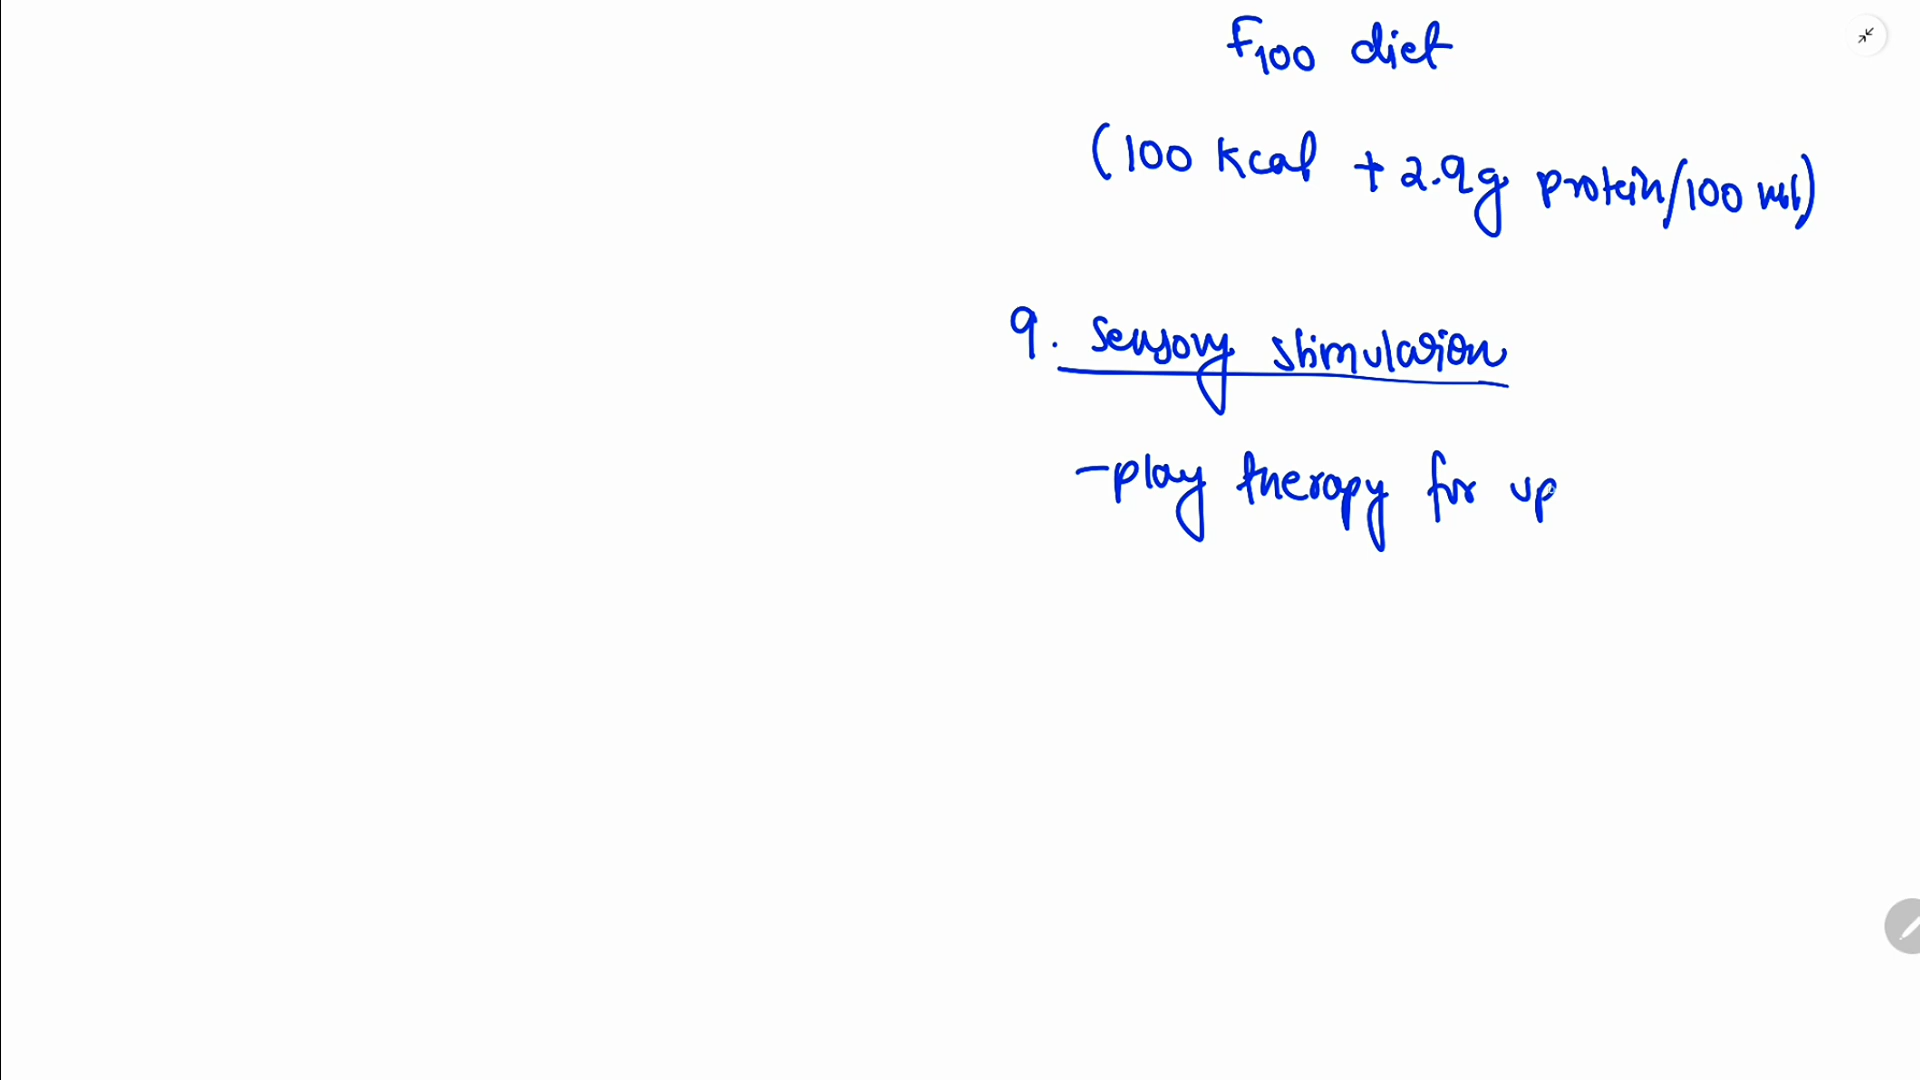 F100 diet
(100 kcal + 2.9g protein/100 ml)
9. Sensory stimulation
- play therapy for up